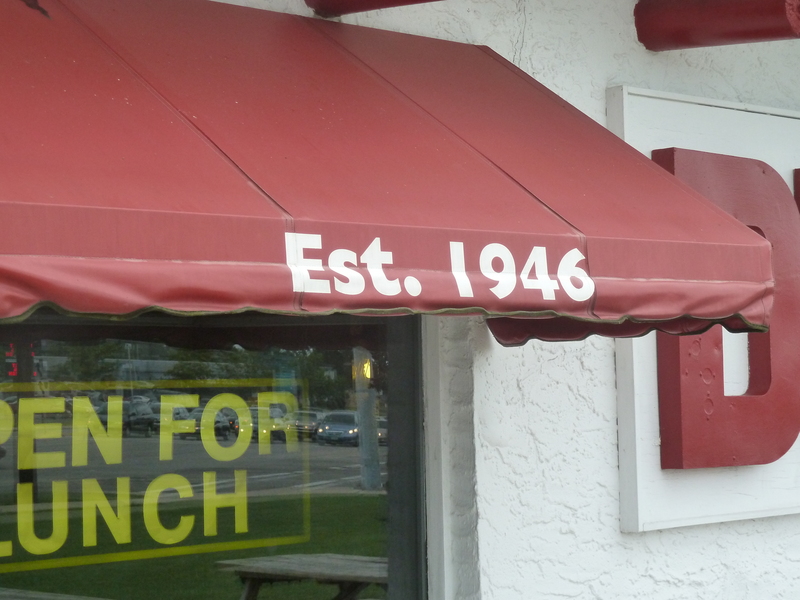 Est. 1946
PEN FOR
LUNCH
D